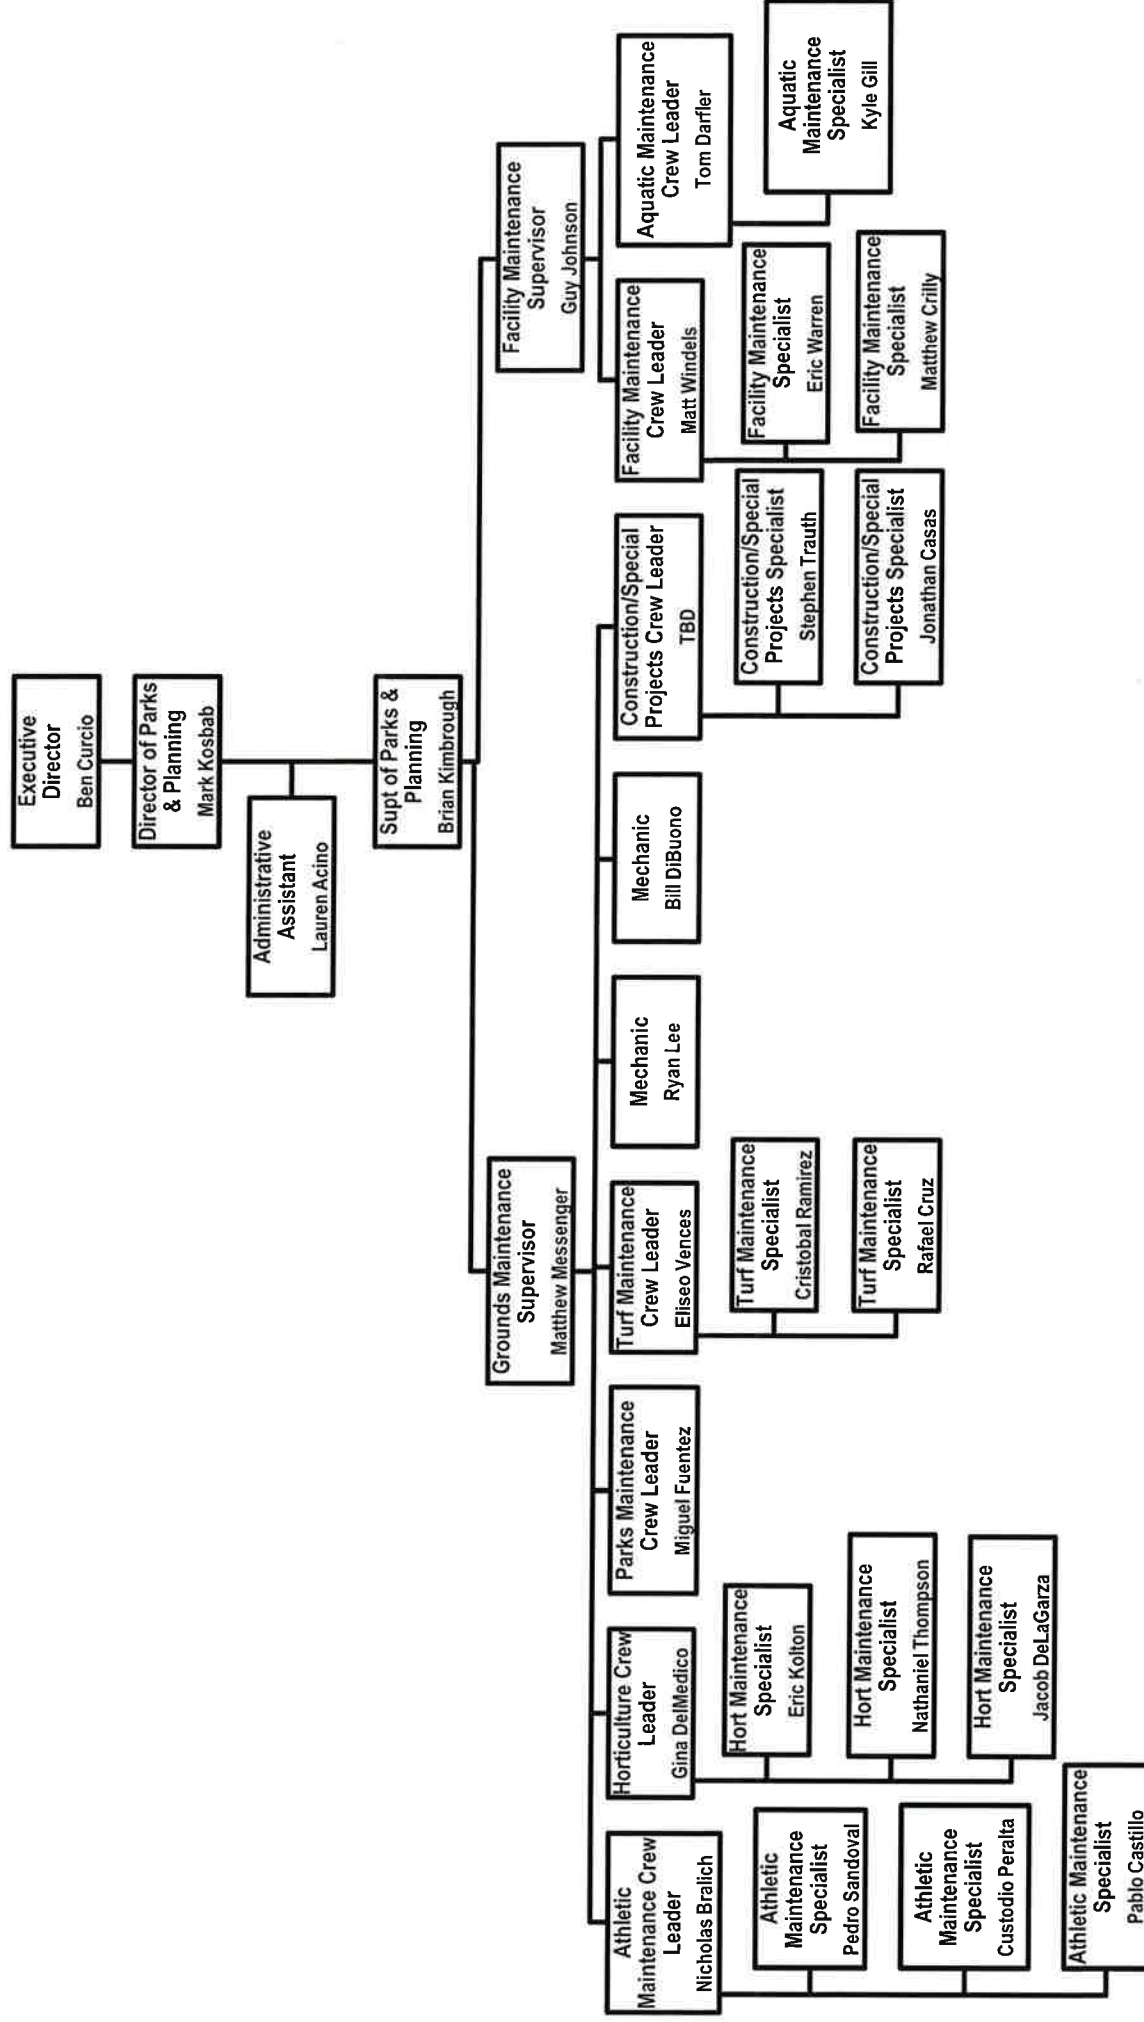 Executive
Director
Ben Curcio
Director of Parks
& Planning
Mark Kosbab
Administrative
Assistant
Lauren Acino
Supt of Parks &
Planning
Brian Kimbrough
Grounds Maintenance
Supervisor
Matthew Messenger
Facility Maintenance
Supervisor
Guy Johnson
Athletic
Maintenance Crew
Leader
Nicholas Bralich
Horticulture Crew
Leader
Gina DelMedico
Parks Maintenance
Crew Leader
Miguel Fuentez
Turf Maintenance
Crew Leader
Eliseo Vences
Mechanic
Ryan Lee
Mechanic
Bill DiBuono
Construction/Special
Projects Crew Leader
TBD
Facility Maintenance
Crew Leader
Matt Windels
Aquatic Maintenance
Crew Leader
Tom Darfler
Athletic
Maintenance
Specialist
Pedro Sandoval
Athletic
Maintenance
Specialist
Custodio Peralta
Athletic Maintenance
Specialist
Pablo Castillo
Hort Maintenance
Specialist
Eric Kolton
Hort Maintenance
Specialist
Nathaniel Thompson
Hort Maintenance
Specialist
Jacob DeLaGarza
Turf Maintenance
Specialist
Cristobal Ramirez
Turf Maintenance
Specialist
Rafael Cruz
Construction/Special
Projects Specialist
Stephen Trauth
Construction/Special
Projects Specialist
Jonathan Casas
Facility Maintenance
Specialist
Eric Warren
Facility Maintenance
Specialist
Matthew Crilly
Aquatic
Maintenance
Specialist
Kyle Gill